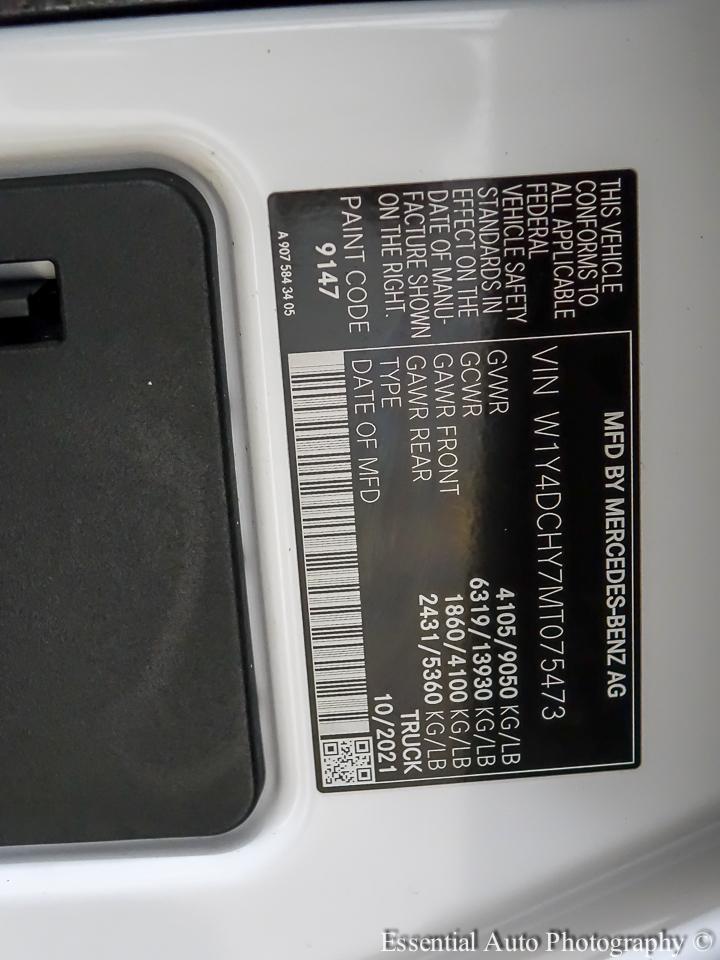 THIS VEHICLE
CONFORMS TO
ALL APPLICABLE
FEDERAL
VEHICLE SAFETY
STANDARDS IN
EFFECT ON THE
DATE OF MANU-
FACTURE SHOWN
ON THE RIGHT.
PAINT CODE
9147
A 907 584 34 05
MFD BY MERCEDES-BENZ AG
VIN W1Y4DCHY7MT075473
GVWR 4105/9050 KG/LB
GCWR 6319/13930 KG/LB
GAWR FRONT 1860/4100 KG/LB
GAWR REAR 2431/5360 KG/LB
TYPE TRUCK
DATE OF MFD 10/2021
Essential Auto Photography ©